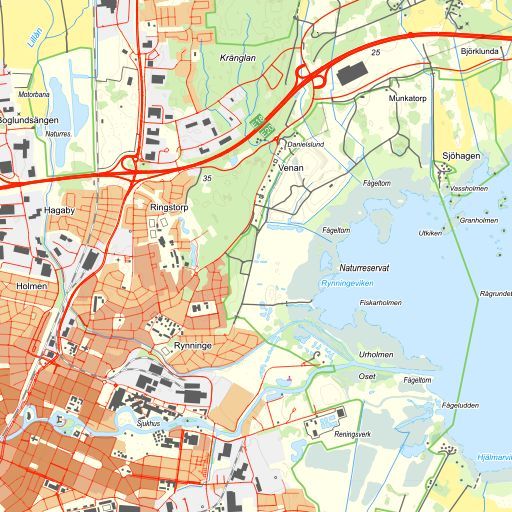 Lillån
Kränglan
25
Björklunda
Motorbana
Munkatorp
Boglundsängen
E18
E20
Naturres.
Danielslund
Sjöhagen
Venan
35
Fågeltorn
Vassholmen
Hagaby
Ringstorp
Granholmen
Fågeltorn
Utkiken
Naturreservat
Holmen
Rynningeviken
Rågrundet
Fiskarholmen
Rynninge
Urholmen
Oset
Fågeltorn
Fågeludden
Sjukhus
Reningsverk
Hjälmarvi